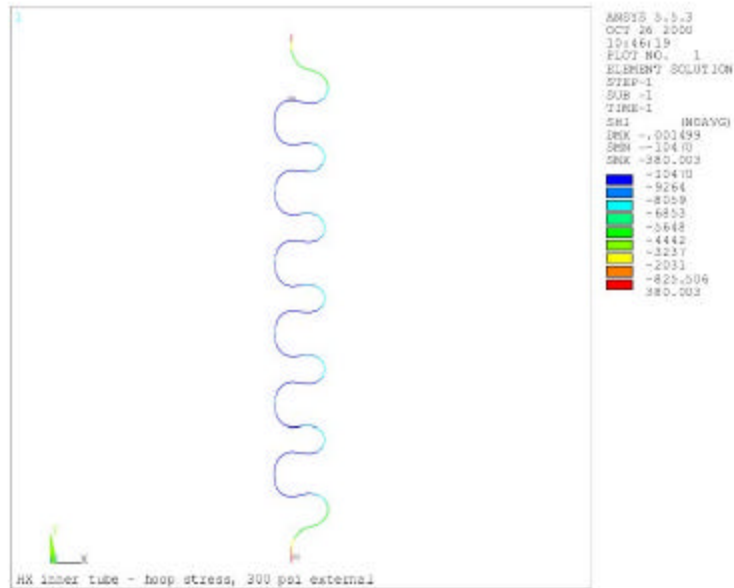 1
ANSYS 5.5.3
OCT 26 2000
10:46:19
PLOT NO. 1
ELEMENT SOLUTION
STEP=1
SUB =1
TIME=1
(NOAVG)
DMX =.001499
SMN =-10470
SMX =380.003
-10470
-9264
-8059
-6853
-5648
-4442
-3237
-2031
-825.506
380.003
Y
X
HX inner tube - hoop stress, 300 psi external